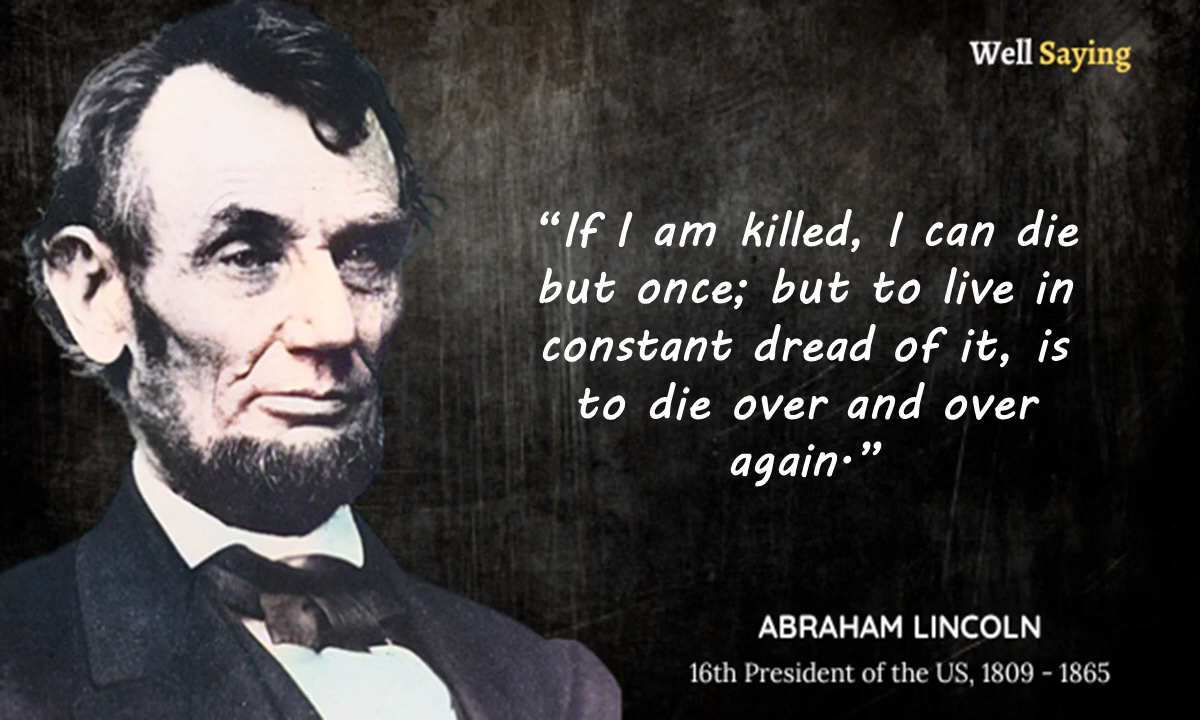 Well Saying
“If I am killed, I can die
but once; but to live in
constant dread of it, is
to die over and over
again.”
ABRAHAM LINCOLN
16th President of the US, 1809 - 1865